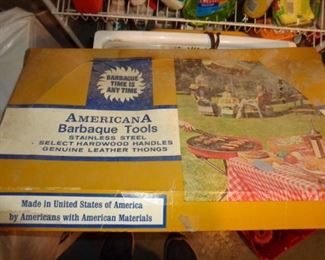 BARBAQUE
TIME IS
ANY TIME
AMERICANA
Barbaque Tools
STAINLESS STEEL
SELECT HARDWOOD HANDLES
GENUINE LEATHER THONGS
Made in United States of America
by Americans with American Materials